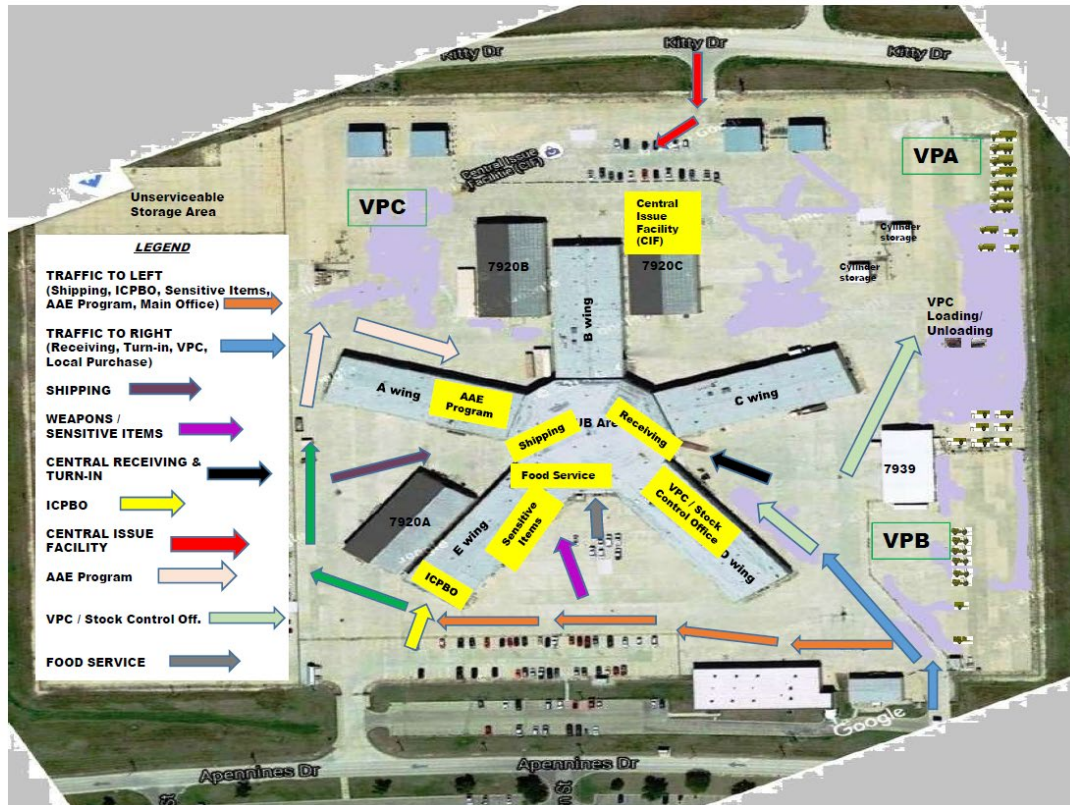 Kitty Dr
Kitty Dr
Kitty Dr
Google
Central Issue
Facilitie (CIF)
VPA
VPC
Unserviceable
Storage Area
Central
Issue
Facility
(CIF)
Cylinder
storage
Cylinder
storage
7920B
7920C
B wing
VPC
Loading/
Unloading
LEGEND
TRAFFIC TO LEFT
(Shipping, ICPBO, Sensitive Items,
AAE Program, Main Office)
TRAFFIC TO RIGHT
(Receiving, Turn-in, VPC,
Local Purchase)
SHIPPING
WEAPONS /
SENSITIVE ITEMS
CENTRAL RECEIVING &
TURN-IN
ICPBO
CENTRAL ISSUE
FACILITY
AAE Program
VPC / Stock Control Off.
FOOD SERVICE
A wing
AAE
Program
C wing
Shipping
UB Area
Receiving
Food Service
7939
7920A
E wing
Sensitive
Items
VPC / Stock
Control Office
D wing
VPB
ICPBO
Google
Apennines Dr
Apennines Dr